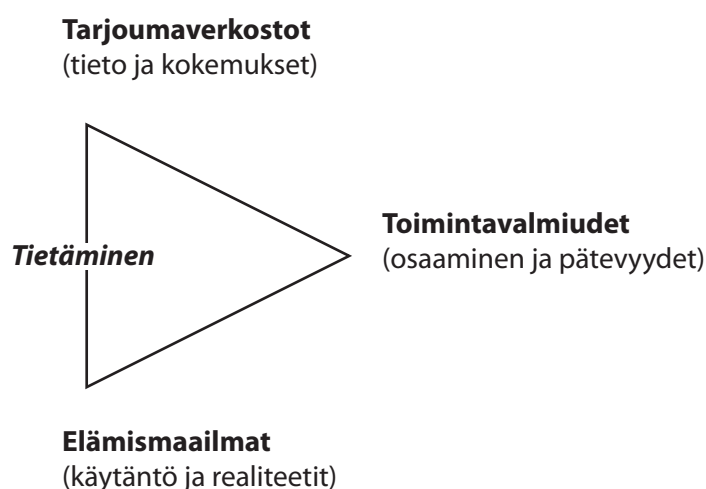 Tarjoumaverkostot
(tieto ja kokemukset)
Tietäminen
Toimintavalmiudet
(osaaminen ja pätevyydet)
Elämismaailmat
(käytäntö ja realiteetit)